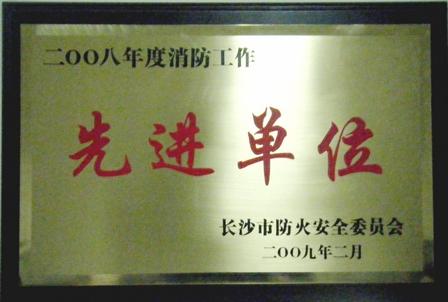 二OO八年度消防工作
先进单位
长沙市防火安全委员会
二OO九年二月